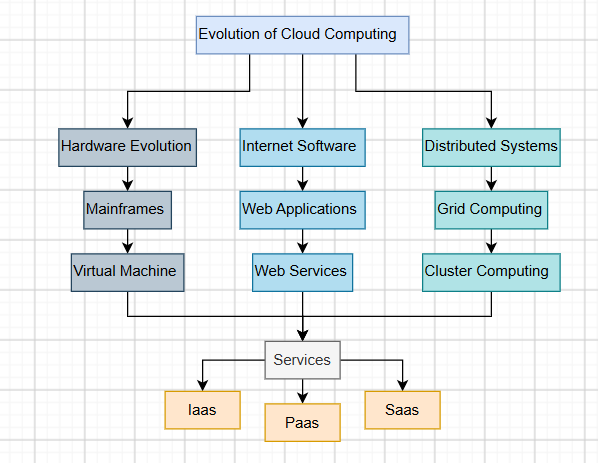 Evolution of Cloud Computing
Hardware Evolution
Internet Software
Distributed Systems
Mainframes
Web Applications
Grid Computing
Virtual Machine
Web Services
Cluster Computing
Services
Iaas
Paas
Saas